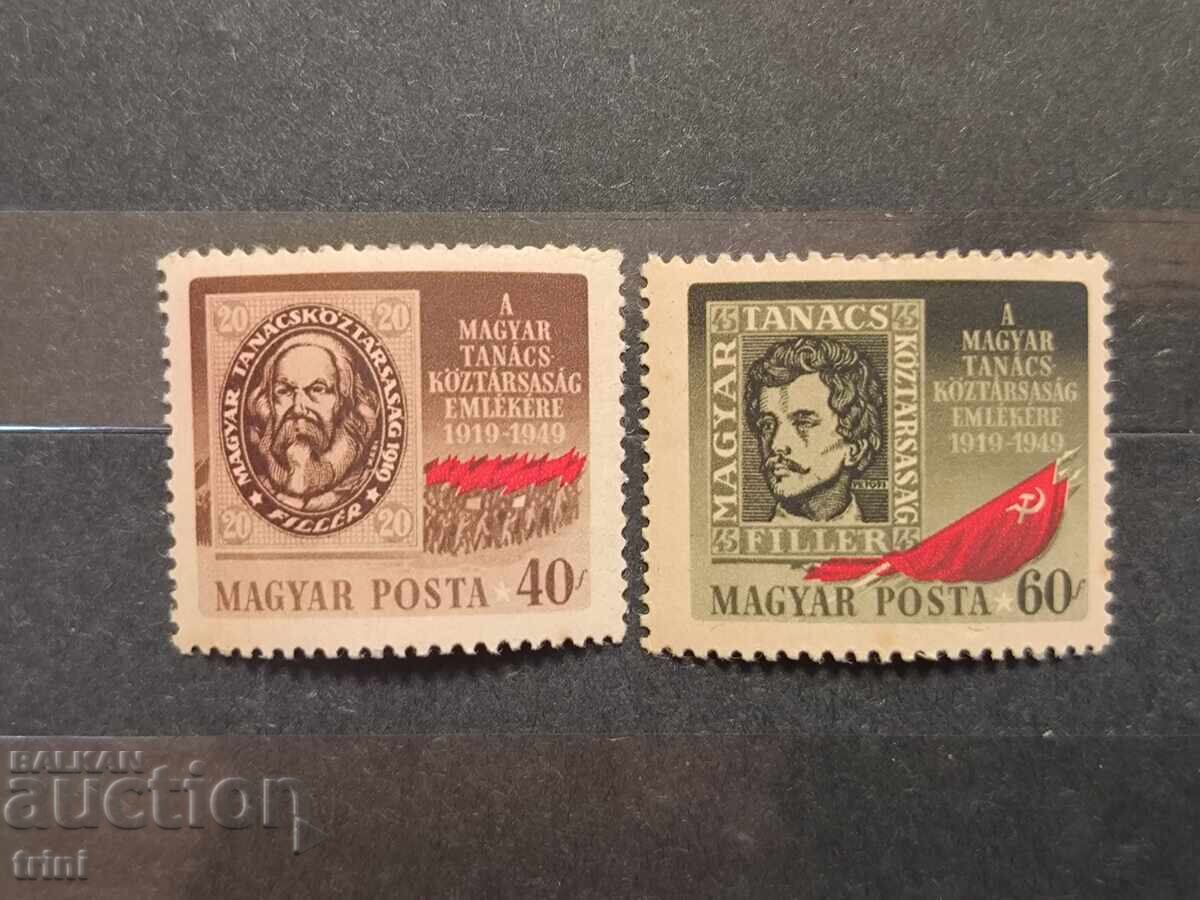 20 20
MAGYAR TANÁCSKÖZTÁRSASÁG 1919
FILLÉR
20 20
A
MAGYAR
TANÁCS-
KÖZTÁRSASÁG
EMLÉKÉRE
1919-1949
MAGYAR POSTA 40f
45 TANÁCS 45
MAGYAR
KÖZTÁRSASÁG
PETŐFI
45 FILLÉR 45
A
MAGYAR
TANÁCS-
KÖZTÁRSASÁG
EMLÉKÉRE
1919-1949
MAGYAR POSTA 60f
BALKAN
auction
trini